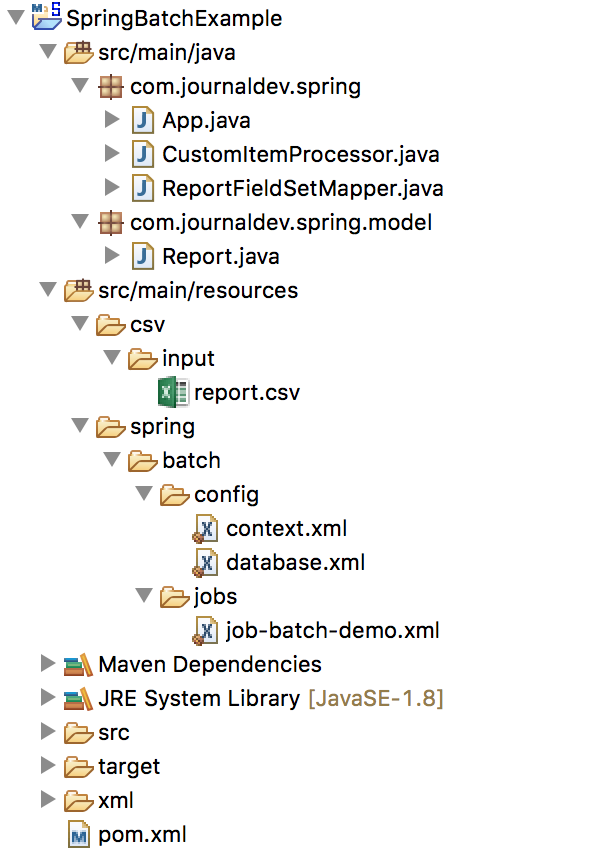 SpringBatchExample
src/main/java
com.journaldev.spring
App.java
CustomItemProcessor.java
ReportFieldSetMapper.java
com.journaldev.spring.model
Report.java
src/main/resources
csv
input
report.csv
spring
batch
config
context.xml
database.xml
jobs
job-batch-demo.xml
Maven Dependencies
JRE System Library [JavaSE-1.8]
src
target
xml
pom.xml